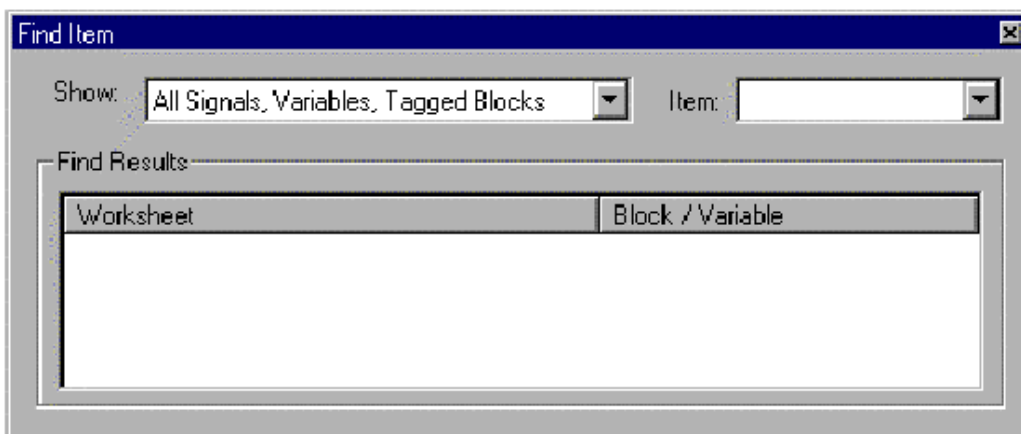 Find Item
Show: All Signals, Variables, Tagged Blocks Item:
Find Results
Worksheet Block / Variable